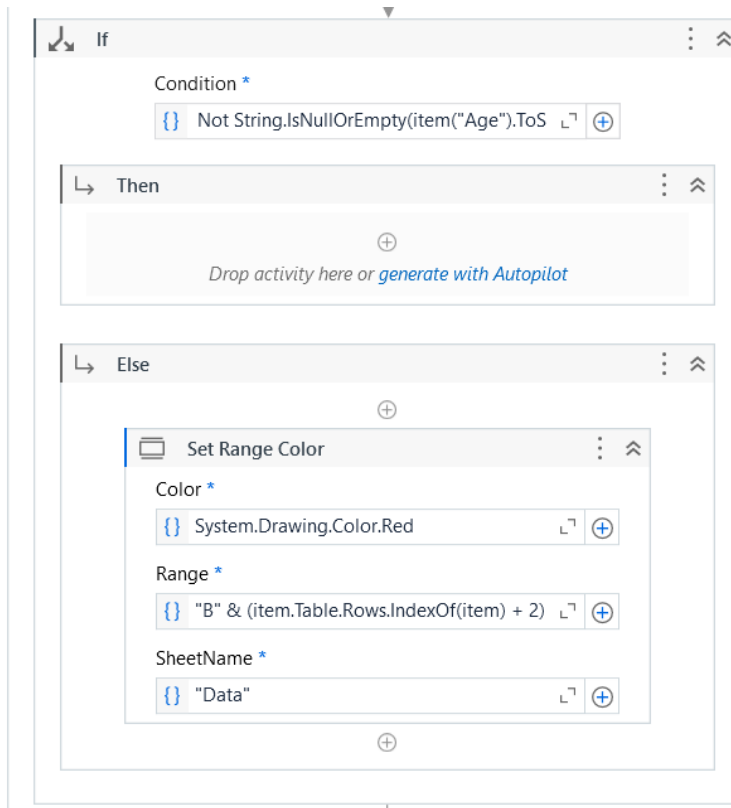 If
Condition *
{} Not String.IsNullOrEmpty(item("Age").ToS
Then
Drop activity here or generate with Autopilot
Else
Set Range Color
Color *
{} System.Drawing.Color.Red
Range *
{} "B" & (item.Table.Rows.IndexOf(item) + 2)
SheetName *
{} "Data"